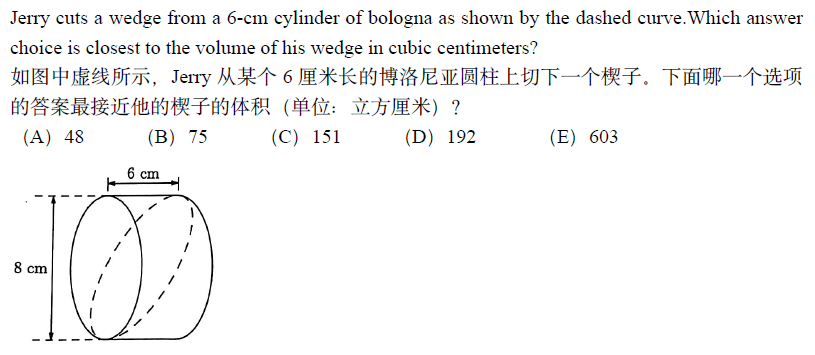 Jerry cuts a wedge from a 6-cm cylinder of bologna as shown by the dashed curve.Which answer
choice is closest to the volume of his wedge in cubic centimeters?
如图中虚线所示，Jerry 从某个 6 厘米长的博洛尼亚圆柱上切下一个楔子。下面哪一个选项
的答案最接近他的楔子的体积（单位：立方厘米）？
（A）48 （B）75 （C）151 （D）192 （E）603
6 cm
8 cm